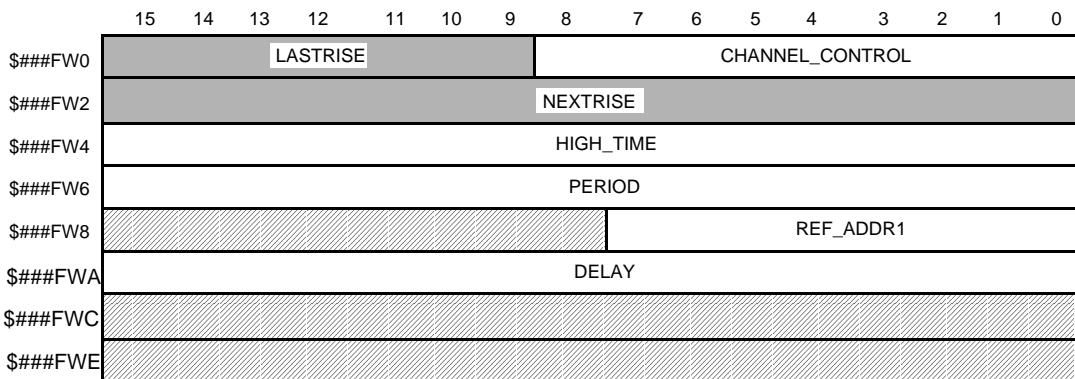 15 14 13 12 11 10 9 8 7 6 5 4 3 2 1 0
$###FW0 LASTRISE CHANNEL_CONTROL
$###FW2 NEXTRISE
$###FW4 HIGH_TIME
$###FW6 PERIOD
$###FW8 REF_ADDR1
$###FWA DELAY
$###FWC
$###FWE